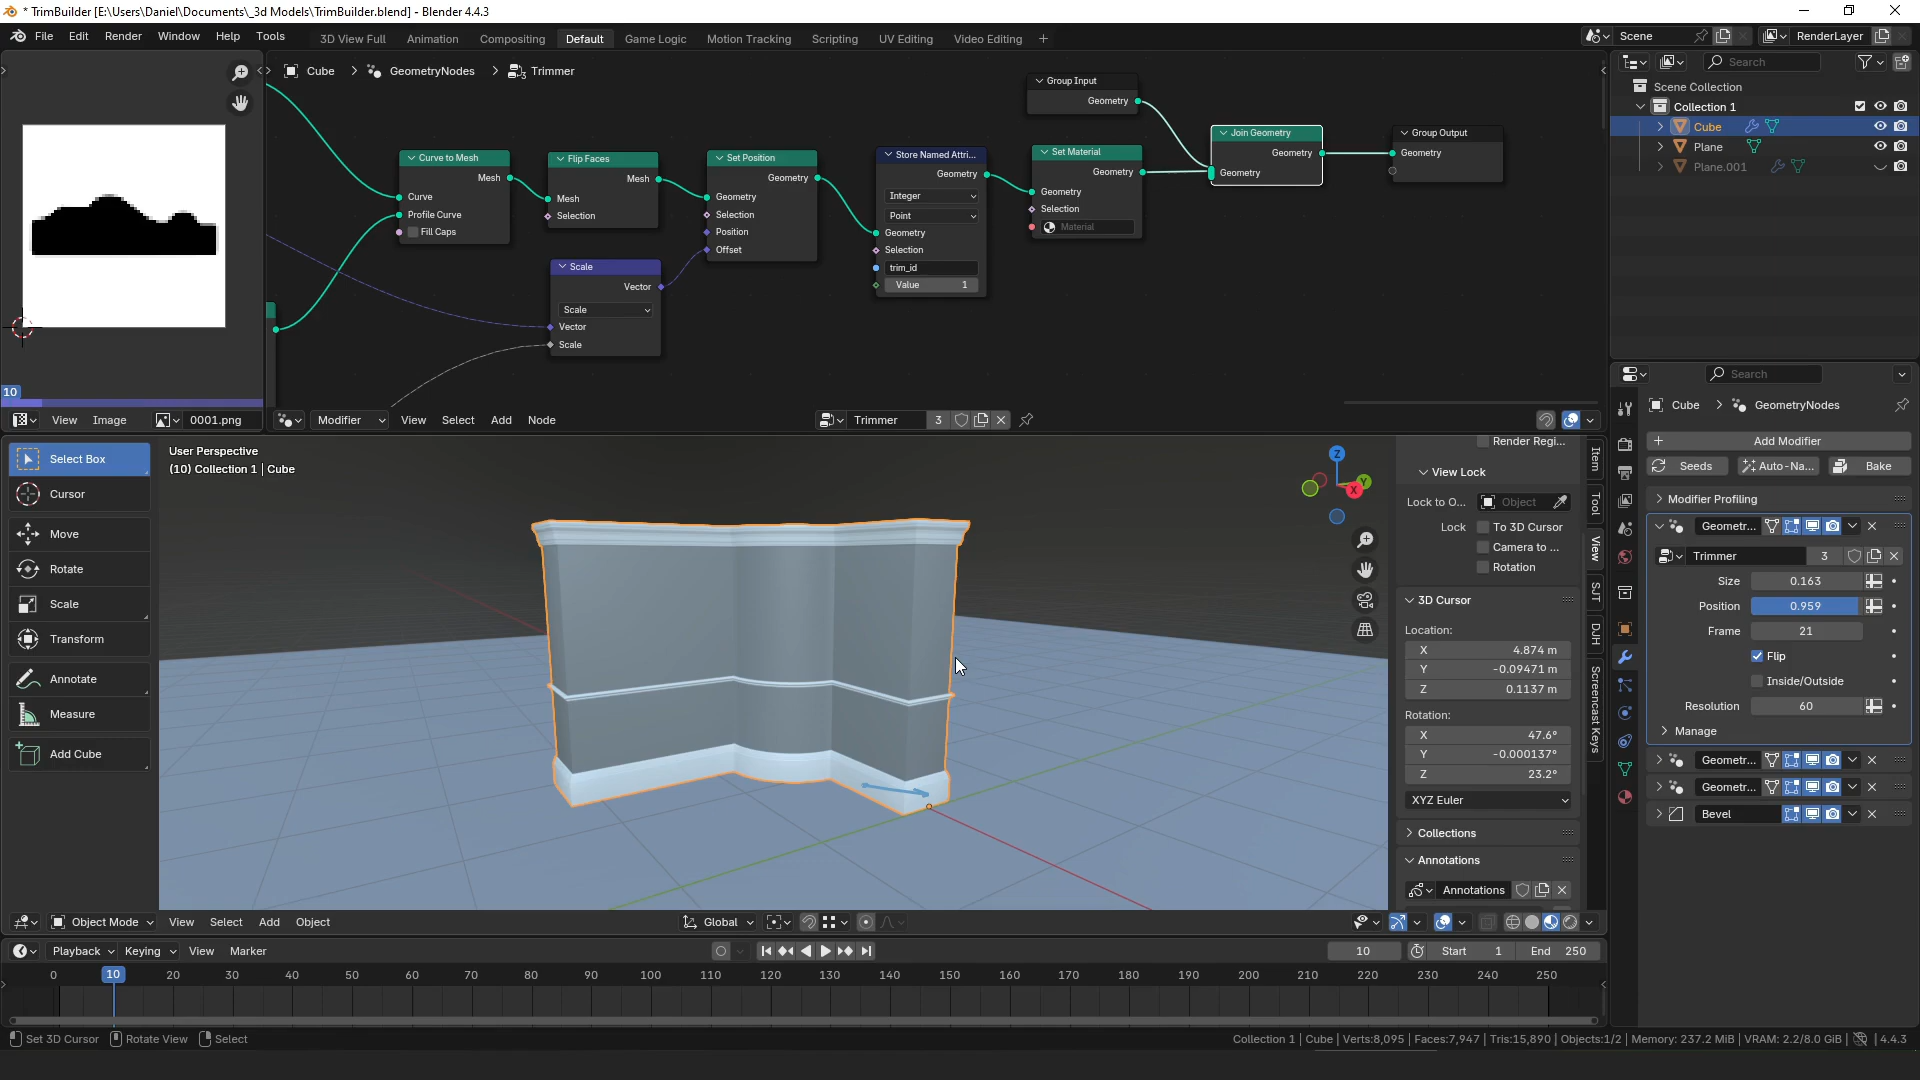 * TrimBuilder [E:\Users\Daniel\Documents\_3d Models\TrimBuilder.blend] - Blender 4.4.3
File Edit Render Window Help Tools
3D View Full Animation Compositing Default Game Logic Motion Tracking Scripting UV Editing Video Editing
Scene
RenderLayer
Cube GeometryNodes Trimmer
Group Input
Geometry
Join Geometry
Geometry
Geometry
Group Output
Geometry
Curve to Mesh
Mesh
Curve
Profile Curve
Fill Caps
Flip Faces
Mesh
Mesh
Selection
Set Position
Geometry
Geometry
Selection
Position
Offset
Store Named Attri...
Geometry
Integer
Point
Geometry
Selection
trim_id
Value 1
Set Material
Geometry
Geometry
Selection
Material
Scale
Vector
Scale
Vector
Scale
10
View Image 0001.png
Modifier View Select Add Node
Trimmer 3
Search
Scene Collection
Collection 1
Cube
Plane
Plane.001
Search
Cube GeometryNodes
Add Modifier
Seeds Auto-Na... Bake
Modifier Profiling
Geometr...
Trimmer 3
Size 0.163
Position 0.959
Frame 21
Flip
Inside/Outside
Resolution 60
Manage
Geometr...
Geometr...
Bevel
Select Box
Cursor
Move
Rotate
Scale
Transform
Annotate
Measure
Add Cube
User Perspective
(10) Collection 1 | Cube
Z
Y
X
Render Regi...
View Lock
Lock to O... Object
Lock To 3D Cursor
Camera to ...
Rotation
3D Cursor
Location:
X 4.874 m
Y -0.09471 m
Z 0.1137 m
Rotation:
X 47.6°
Y -0.000137°
Z 23.2°
XYZ Euler
Collections
Annotations
Annotations
Item
Tool
View
SJT
DJH
Screencast Keys
Object Mode View Select Add Object
Global
Playback Keying View Marker
10 Start 1 End 250
0 10 20 30 40 50 60 70 80 90 100 110 120 130 140 150 160 170 180 190 200 210 220 230 240 250
Set 3D Cursor Rotate View Select
Collection 1 | Cube | Verts:8,095 | Faces:7,947 | Tris:15,890 | Objects:1/2 | Memory: 237.2 MiB | VRAM: 2.2/8.0 GiB | 4.4.3